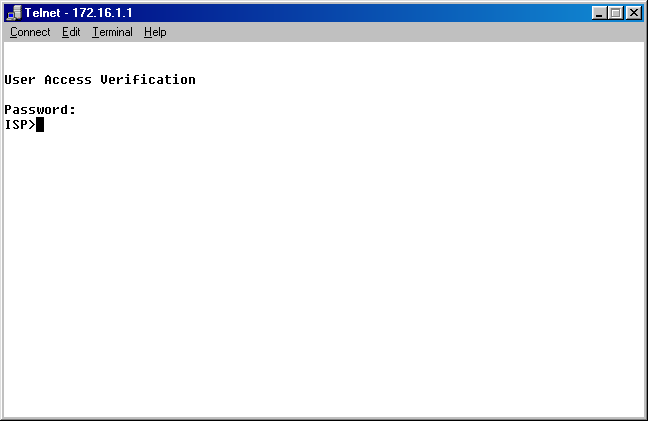 Telnet - 172.16.1.1
Connect Edit Terminal Help
User Access Verification
Password:
ISP>